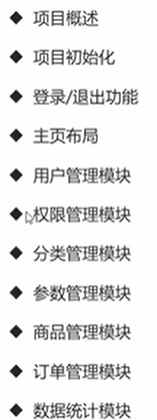 ◆ 项目概述
◆ 项目初始化
◆ 登录/退出功能
◆ 主页布局
◆ 用户管理模块
◆ 权限管理模块
◆ 分类管理模块
◆ 参数管理模块
◆ 商品管理模块
◆ 订单管理模块
◆ 数据统计模块